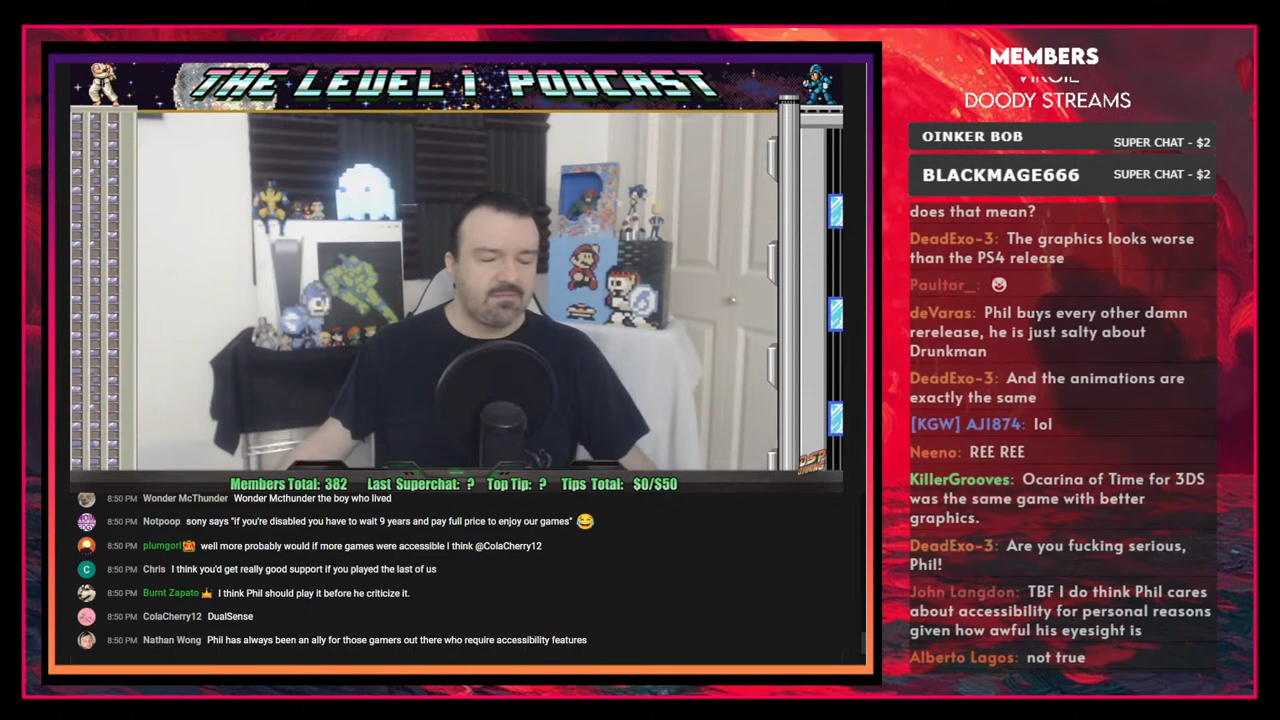 THE LEVEL 1 PODCAST
Members Total: 382 Last Superchat: ? Top Tip: ? Tips Total: $0/$50
8:50 PM Wonder McThunder Wonder Mcthunder the boy who lived
8:50 PM Notpoop sony says "if you're disabled you have to wait 9 years and pay full price to enjoy our games" 😂
8:50 PM plumgorl well more probably would if more games were accessible I think @ColaCherry12
C 8:50 PM Chris I think you'd get really good support if you played the last of us
8:50 PM Burnt Zapato I think Phil should play it before he criticize it.
8:50 PM ColaCherry12 DualSense
8:50 PM Nathan Wong Phil has always been an ally for those gamers out there who require accessibility features
DSP GAMING
MEMBERS
VIRGIL
DOODY STREAMS
OINKER BOB SUPER CHAT - $2
BLACKMAGE666 SUPER CHAT - $2
does that mean?
DeadExo-3: The graphics looks worse
than the PS4 release
Paultar_:
deVaras: Phil buys every other damn
rerelease, he is just salty about
Drunkman
DeadExo-3: And the animations are
exactly the same
[KGW] AJ1874: lol
Neeno: REE REE
KillerGrooves: Ocarina of Time for 3DS
was the same game with better
graphics.
DeadExo-3: Are you fucking serious,
Phil!
John Langdon: TBF I do think Phil cares
about accessibility for personal reasons
given how awful his eyesight is
Alberto Lagos: not true